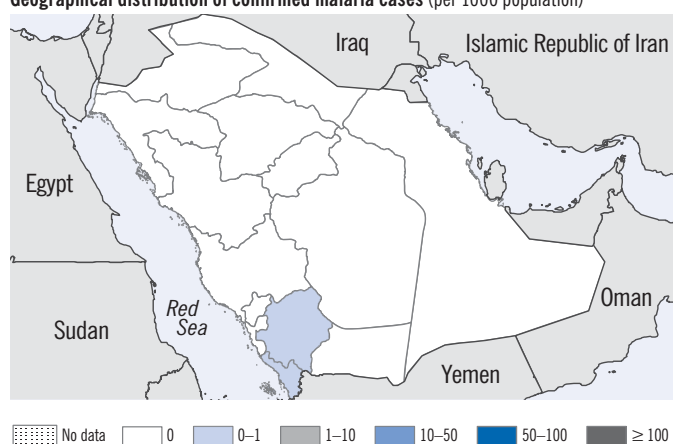 Geographical distribution of confirmed malaria cases (per 1000 population)
Iraq
Islamic Republic of Iran
Egypt
Red
Sea
Oman
Sudan
Yemen
No data 0 0–1 1–10 10–50 50–100 ≥ 100